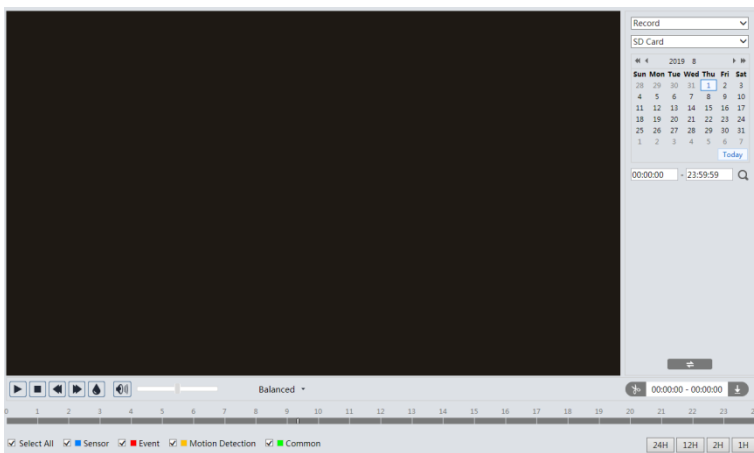 Record
SD Card
2019 8
Sun Mon Tue Wed Thu Fri Sat
28 29 30 31 1 2 3
4 5 6 7 8 9 10
11 12 13 14 15 16 17
18 19 20 21 22 23 24
25 26 27 28 29 30 31
1 2 3 4 5 6 7
Today
00:00:00 - 23:59:59
Balanced
00:00:00 - 00:00:00
0 1 2 3 4 5 6 7 8 9 10 11 12 13 14 15 16 17 18 19 20 21 22 23 2
Select All Sensor Event Motion Detection Common
24H 12H 2H 1H